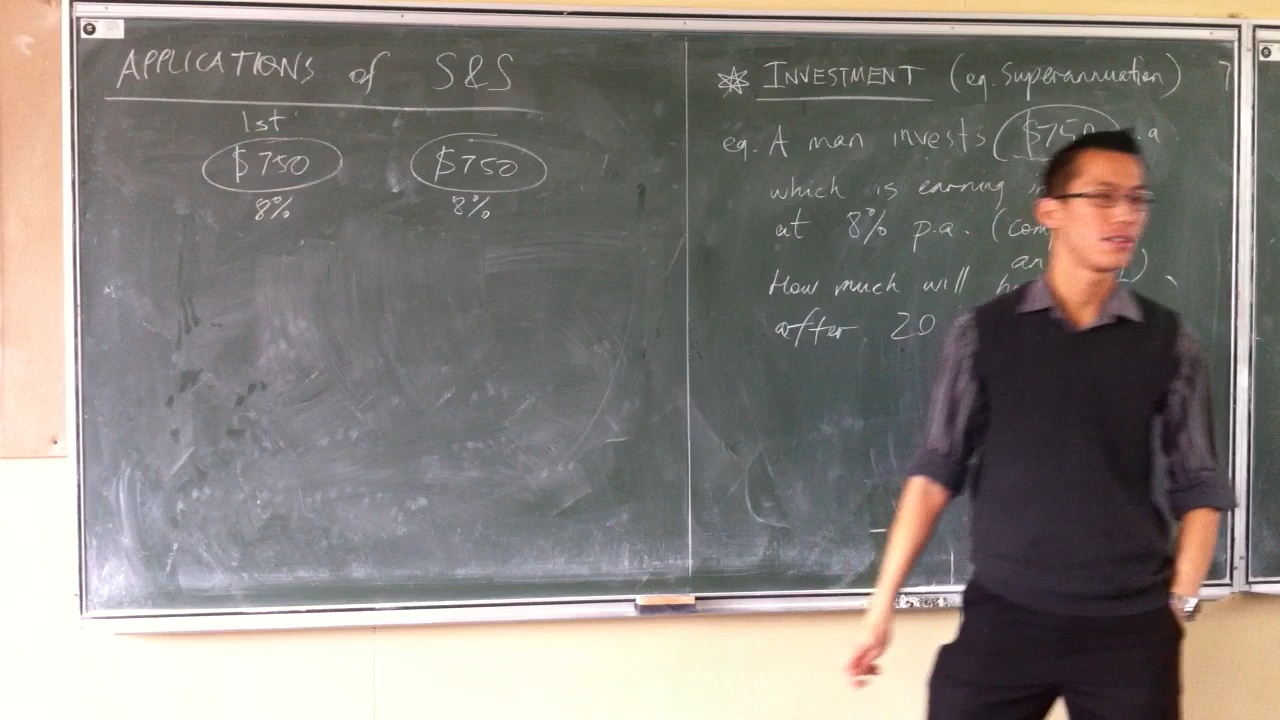 APPLICATIONS of S&S
1st
$750 $750
8% 8%
INVESTMENT (eg. Superannuation)
eg. A man invests $750
which is earning
at 8% p.a.
How much will
after 20